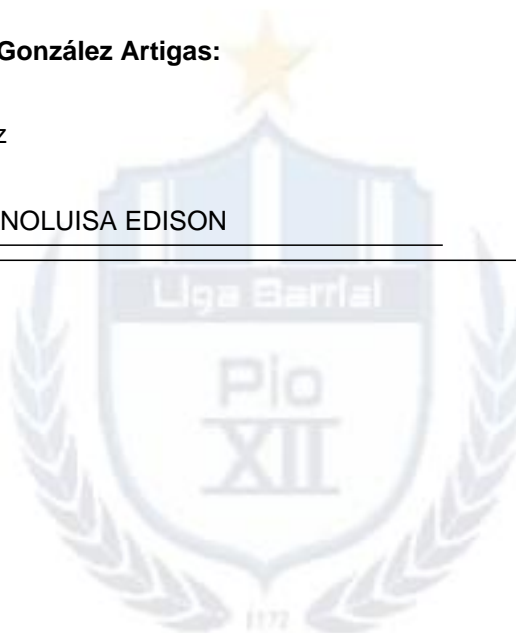 González Artigas:
z
NOLUISA EDISON
Liga Barrial
Pio
XII